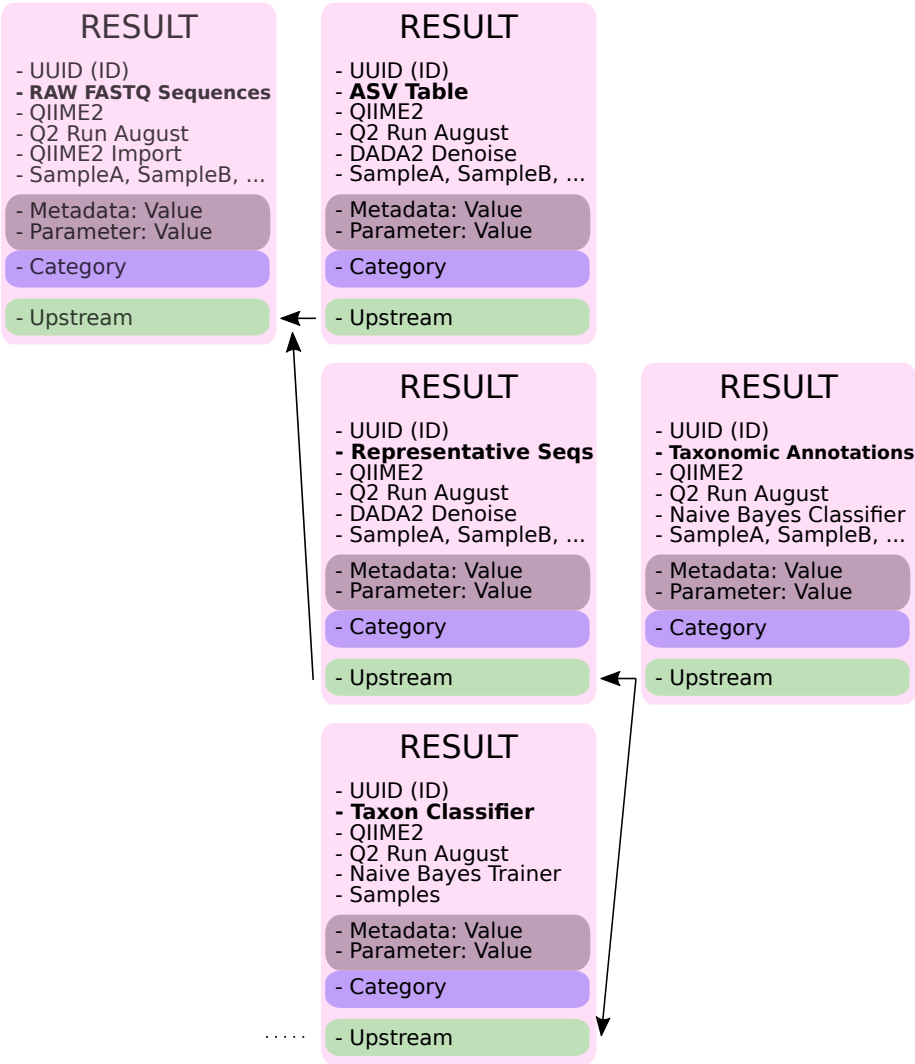 RESULT
- UUID (ID)
- RAW FASTQ Sequences
- QIIME2
- Q2 Run August
- QIIME2 Import
- SampleA, SampleB, ...
- Metadata: Value
- Parameter: Value
- Category
- Upstream
RESULT
- UUID (ID)
- ASV Table
- QIIME2
- Q2 Run August
- DADA2 Denoise
- SampleA, SampleB, ...
- Metadata: Value
- Parameter: Value
- Category
- Upstream
RESULT
- UUID (ID)
- Representative Seqs
- QIIME2
- Q2 Run August
- DADA2 Denoise
- SampleA, SampleB, ...
- Metadata: Value
- Parameter: Value
- Category
- Upstream
RESULT
- UUID (ID)
- Taxonomic Annotations
- QIIME2
- Q2 Run August
- Naive Bayes Classifier
- SampleA, SampleB, ...
- Metadata: Value
- Parameter: Value
- Category
- Upstream
RESULT
- UUID (ID)
- Taxon Classifier
- QIIME2
- Q2 Run August
- Naive Bayes Trainer
- Samples
- Metadata: Value
- Parameter: Value
- Category
- Upstream